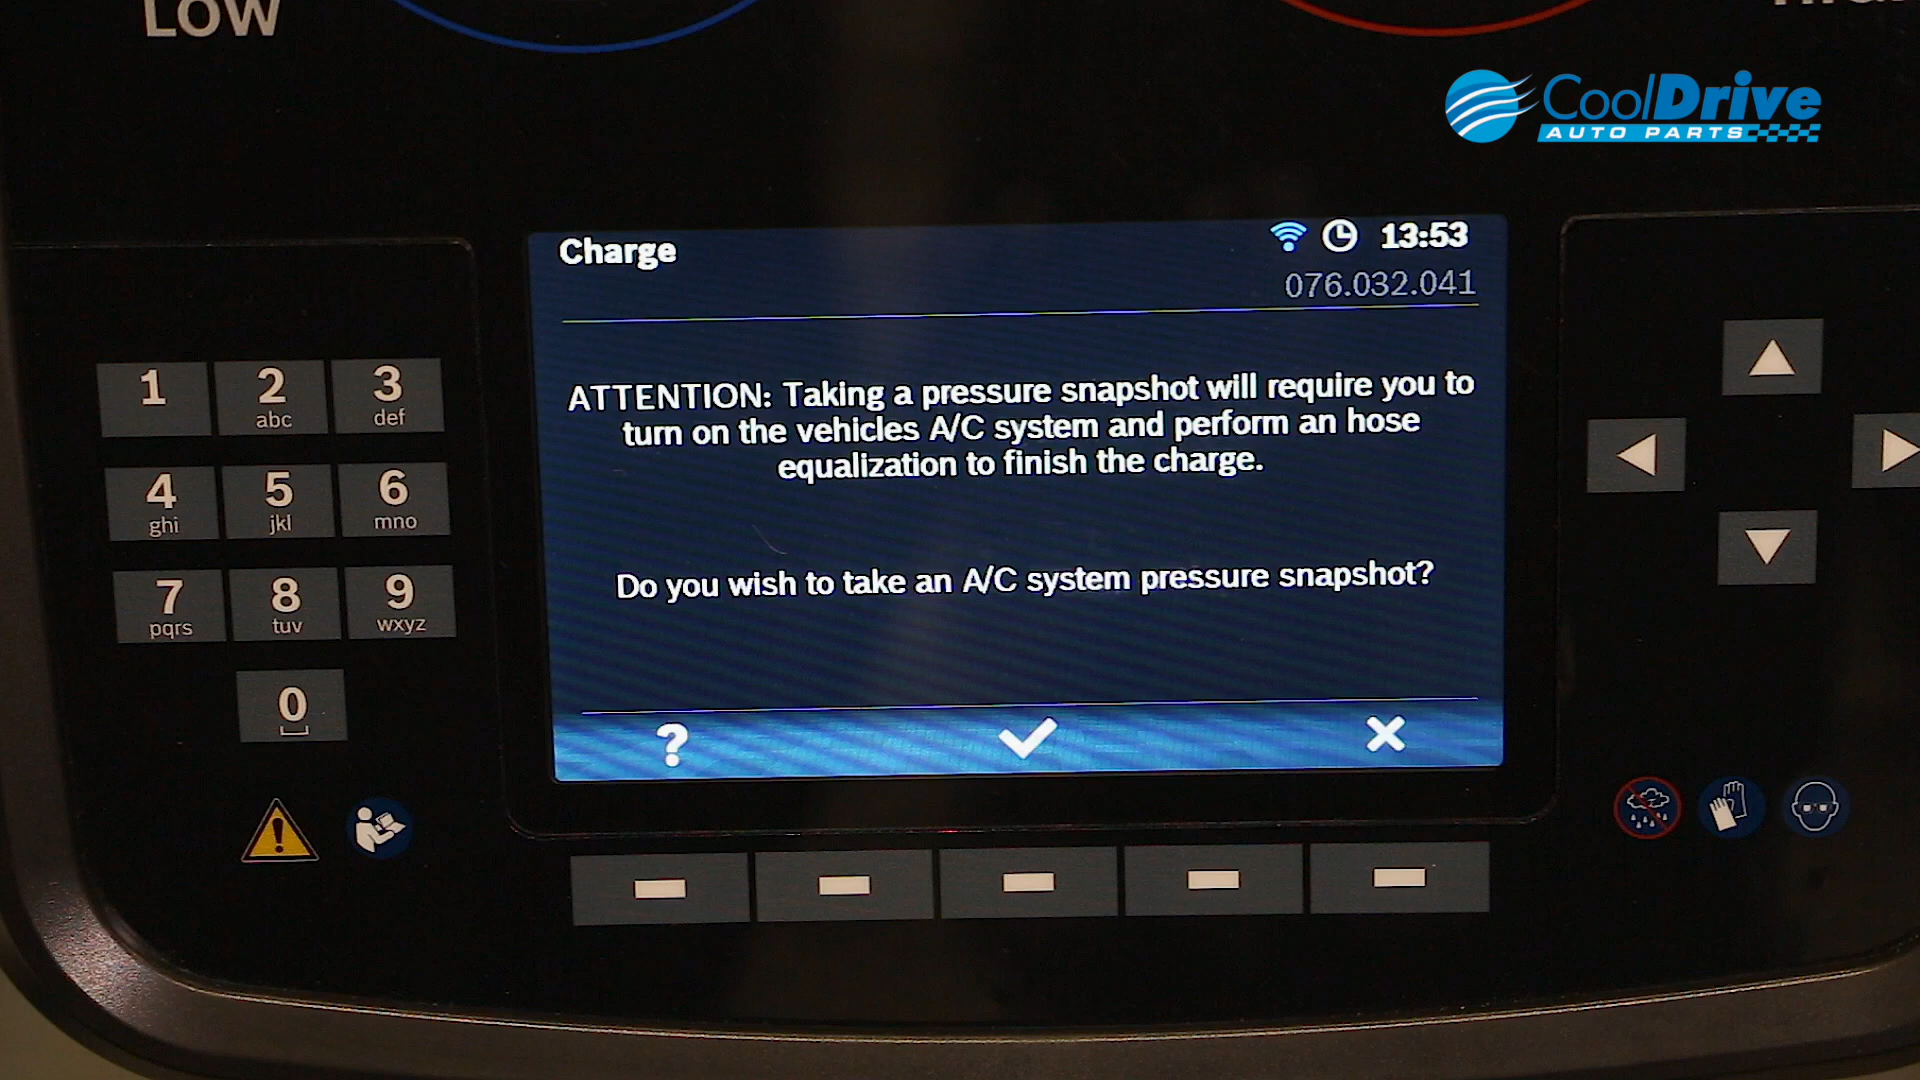 LOW
CoolDrive
AUTO PARTS
Charge
13:53
076.032.041
ATTENTION: Taking a pressure snapshot will require you to
turn on the vehicles A/C system and perform an hose
equalization to finish the charge.
Do you wish to take an A/C system pressure snapshot?
?
1
2
abc
3
def
4
ghi
5
jkl
6
mno
7
pqrs
8
tuv
9
wxyz
0